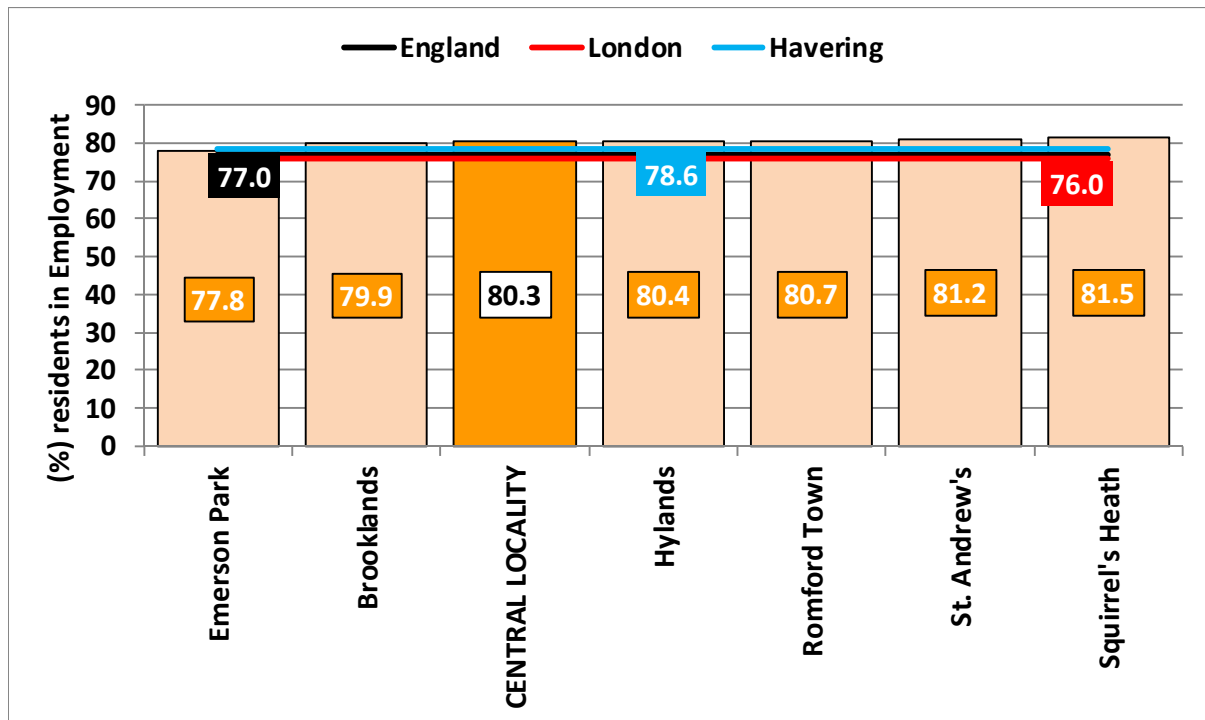 England London Havering
(%) residents in Employment
90
80
70
60
50
40
30
20
10
0
77.0
78.6
76.0
77.8
79.9
80.3
80.4
80.7
81.2
81.5
Emerson Park
Brooklands
CENTRAL LOCALITY
Hylands
Romford Town
St. Andrew's
Squirrel's Heath